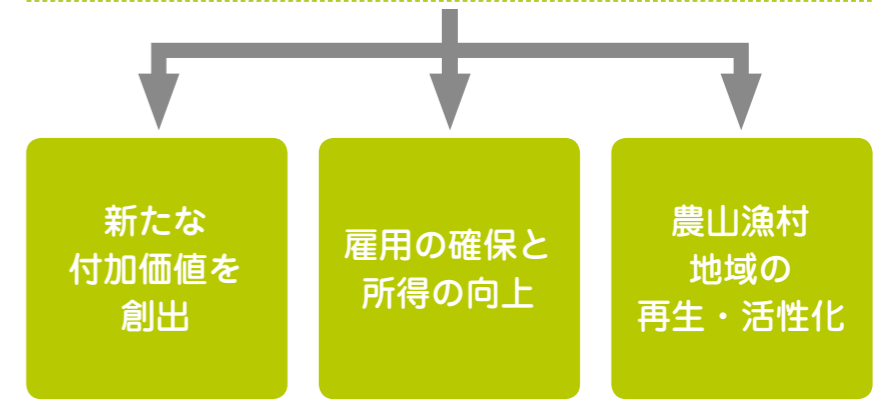 新たな
付加価値を
創出
雇用の確保と
所得の向上
農山漁村
地域の
再生・活性化